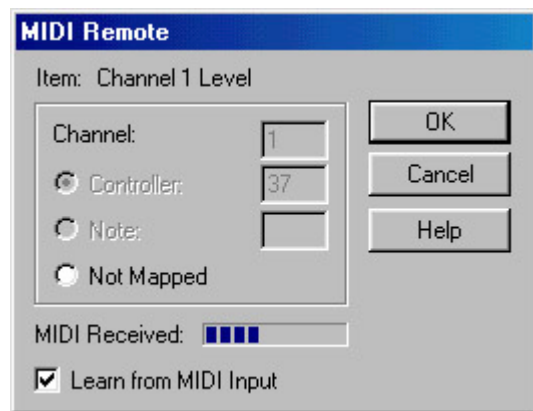 MIDI Remote
Item: Channel 1 Level
Channel: 1
Controller: 37
Note:
Not Mapped
OK
Cancel
Help
MIDI Received:
Learn from MIDI Input